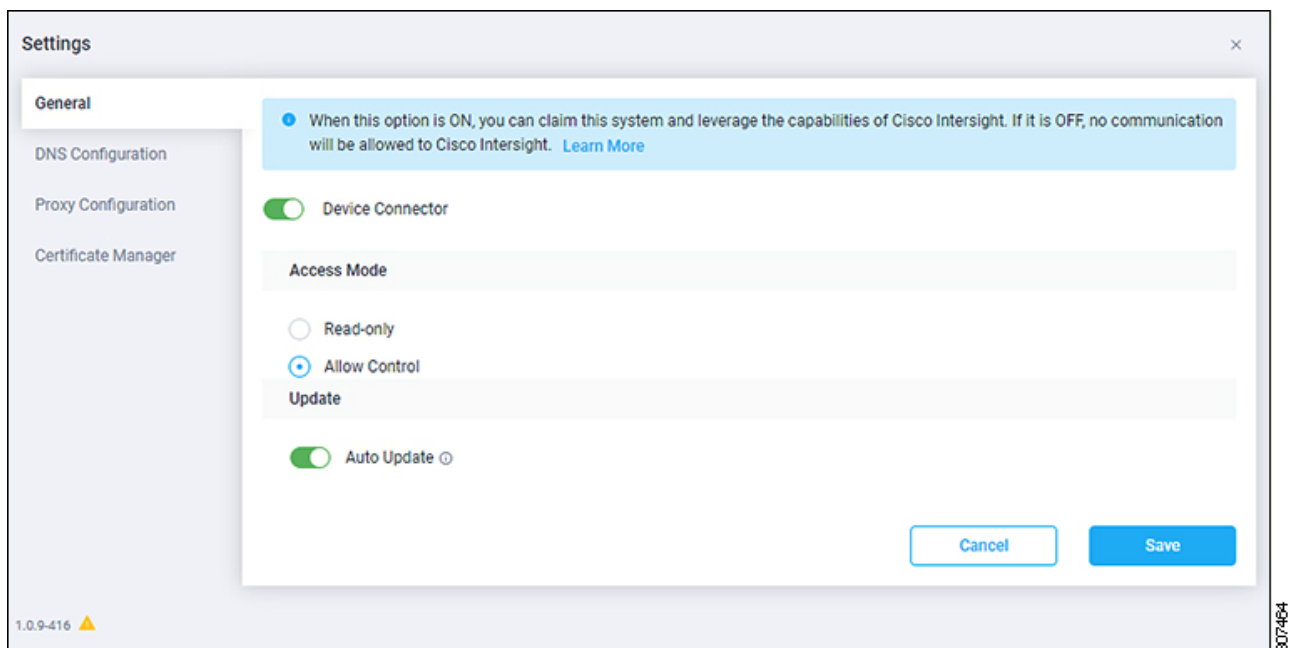 Settings
General
DNS Configuration
Proxy Configuration
Certificate Manager
When this option is ON, you can claim this system and leverage the capabilities of Cisco Intersight. If it is OFF, no communication
will be allowed to Cisco Intersight. Learn More
Device Connector
Access Mode
Read-only
Allow Control
Update
Auto Update
Cancel
Save
1.0.9-416
307464